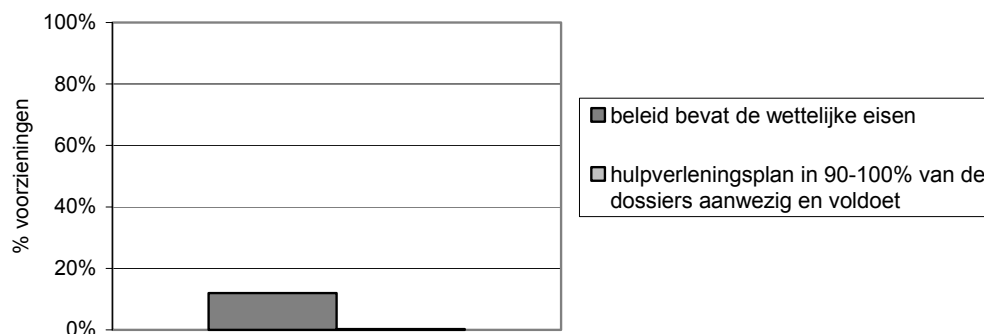 100%
80%
60%
40%
20%
0%
% voorzieningen
beleid bevat de wettelijke eisen
hulpverleningsplan in 90-100% van de
dossiers aanwezig en voldoet